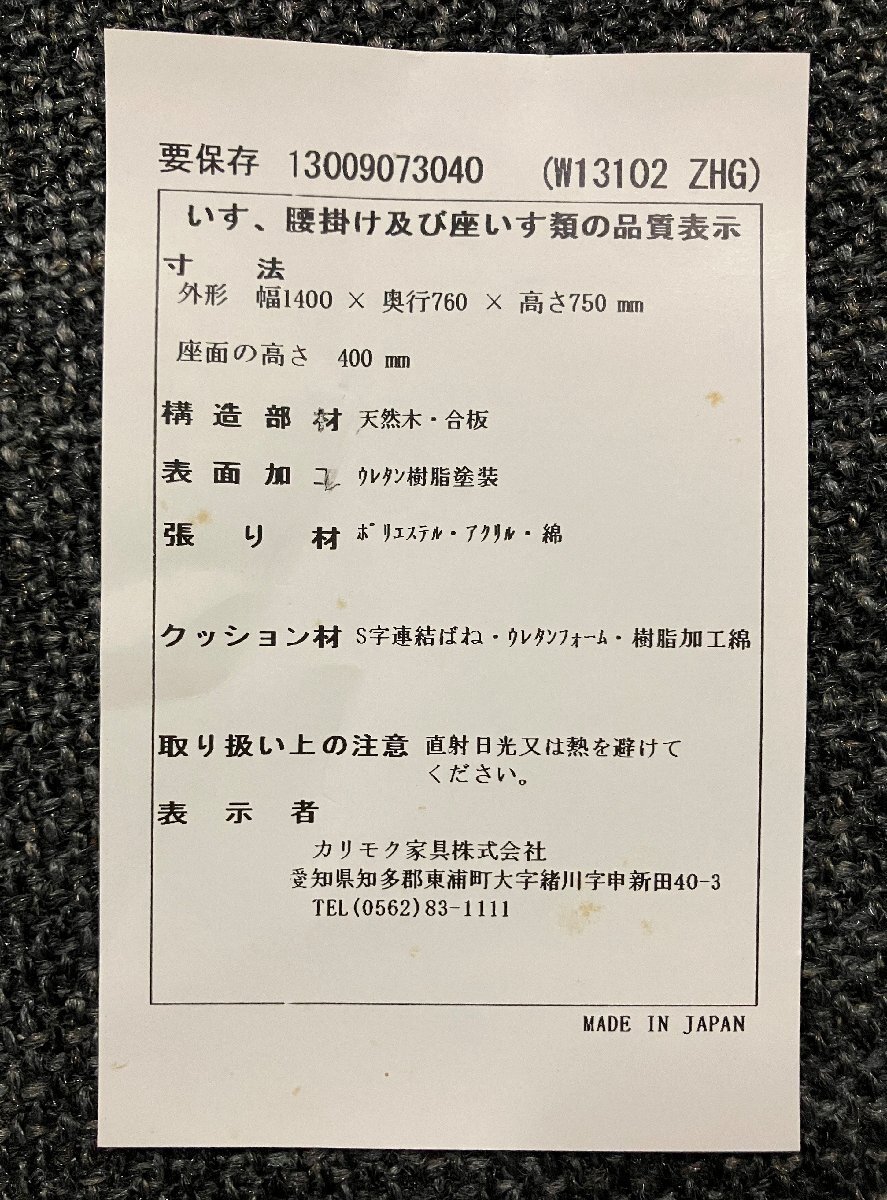 要保存 13009073040 (W13102 ZHG)
いす、腰掛け及び座いす類の品質表示
寸 法
外形 幅1400 × 奥行760 × 高さ750 mm
座面の高さ 400 mm
構造部材 天然木・合板
表面加工 ｳﾚﾀﾝ樹脂塗装
張り材 ﾎﾟﾘｴｽﾃﾙ・ｱｸﾘﾙ・綿
クッション材 S字連結ばね・ｳﾚﾀﾝﾌｫｰﾑ・樹脂加工綿
取り扱い上の注意 直射日光又は熱を避けて
ください。
表示者
カリモク家具株式会社
愛知県知多郡東浦町大字緒川字申新田40-3
TEL(0562)83-1111
MADE IN JAPAN